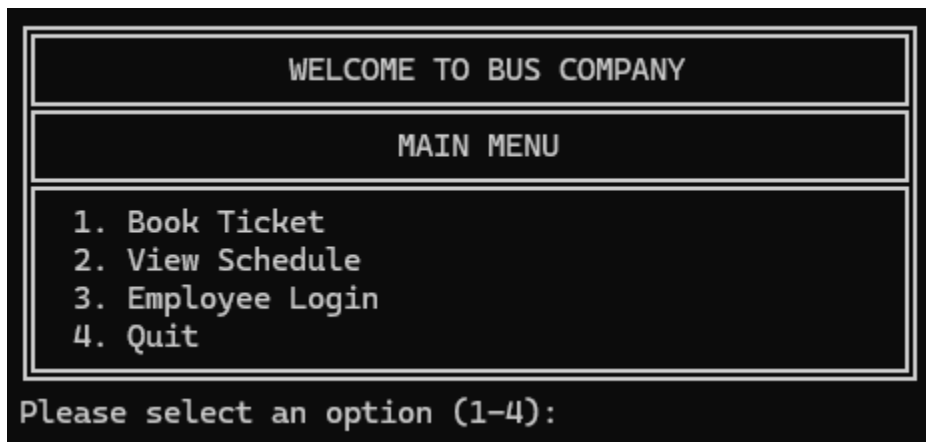 WELCOME TO BUS COMPANY
MAIN MENU
1. Book Ticket
2. View Schedule
3. Employee Login
4. Quit
Please select an option (1-4):